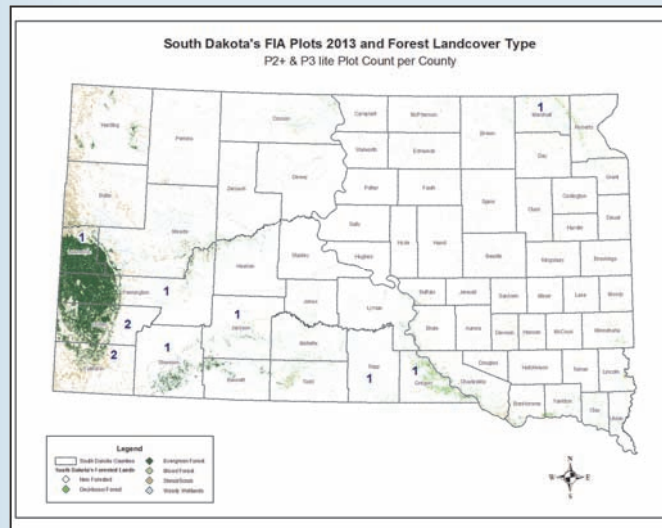 South Dakota's FIA Plots 2013 and Forest Landcover Type
P2+ & P3 lite Plot Count per County
Harding
Perkins
Corson
Campbell
McPherson
Brown
1
Marshall
Roberts
Walworth
Edmunds
Day
Butte
Ziebach
Dewey
Potter
Faulk
Spink
Clark
Codington
Grant
Hamlin
Deuel
Meade
Sully
Hyde
Hand
1
Lawrence
Haakon
Stanley
Hughes
Beadle
Kingsbury
Brookings
Pennington
1
Buffalo
Jerauld
Sanborn
Miner
Lake
Moody
2
1
Jackson
Jones
Lyman
Brule
Aurora
Davison
Hanson
McCook
Minnehaha
2
1
Shannon
Mellette
Douglas
Hutchinson
Turner
Lincoln
Bennett
Todd
Tripp
1
1
Gregory
Charles Mix
Bon Homme
Yankton
Clay
Union
Legend
South Dakota Counties
South Dakota's Forested Lands
Non Forested
Deciduous Forest
Evergreen Forest
Mixed Forest
Shrub/Scrub
Woody Wetlands
N
W
E
S